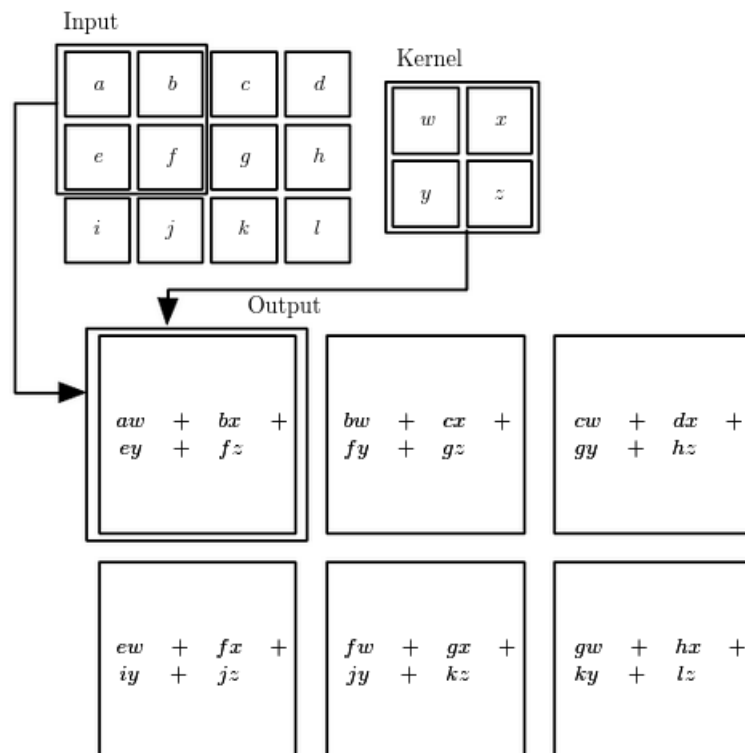 Input
a b c d
e f g h
i j k l
Kernel
w x
y z
Output
aw + bx +
ey + fz
bw + cx +
fy + gz
cw + dx +
gy + hz
ew + fx +
iy + jz
fw + gx +
jy + kz
gw + hx +
ky + lz